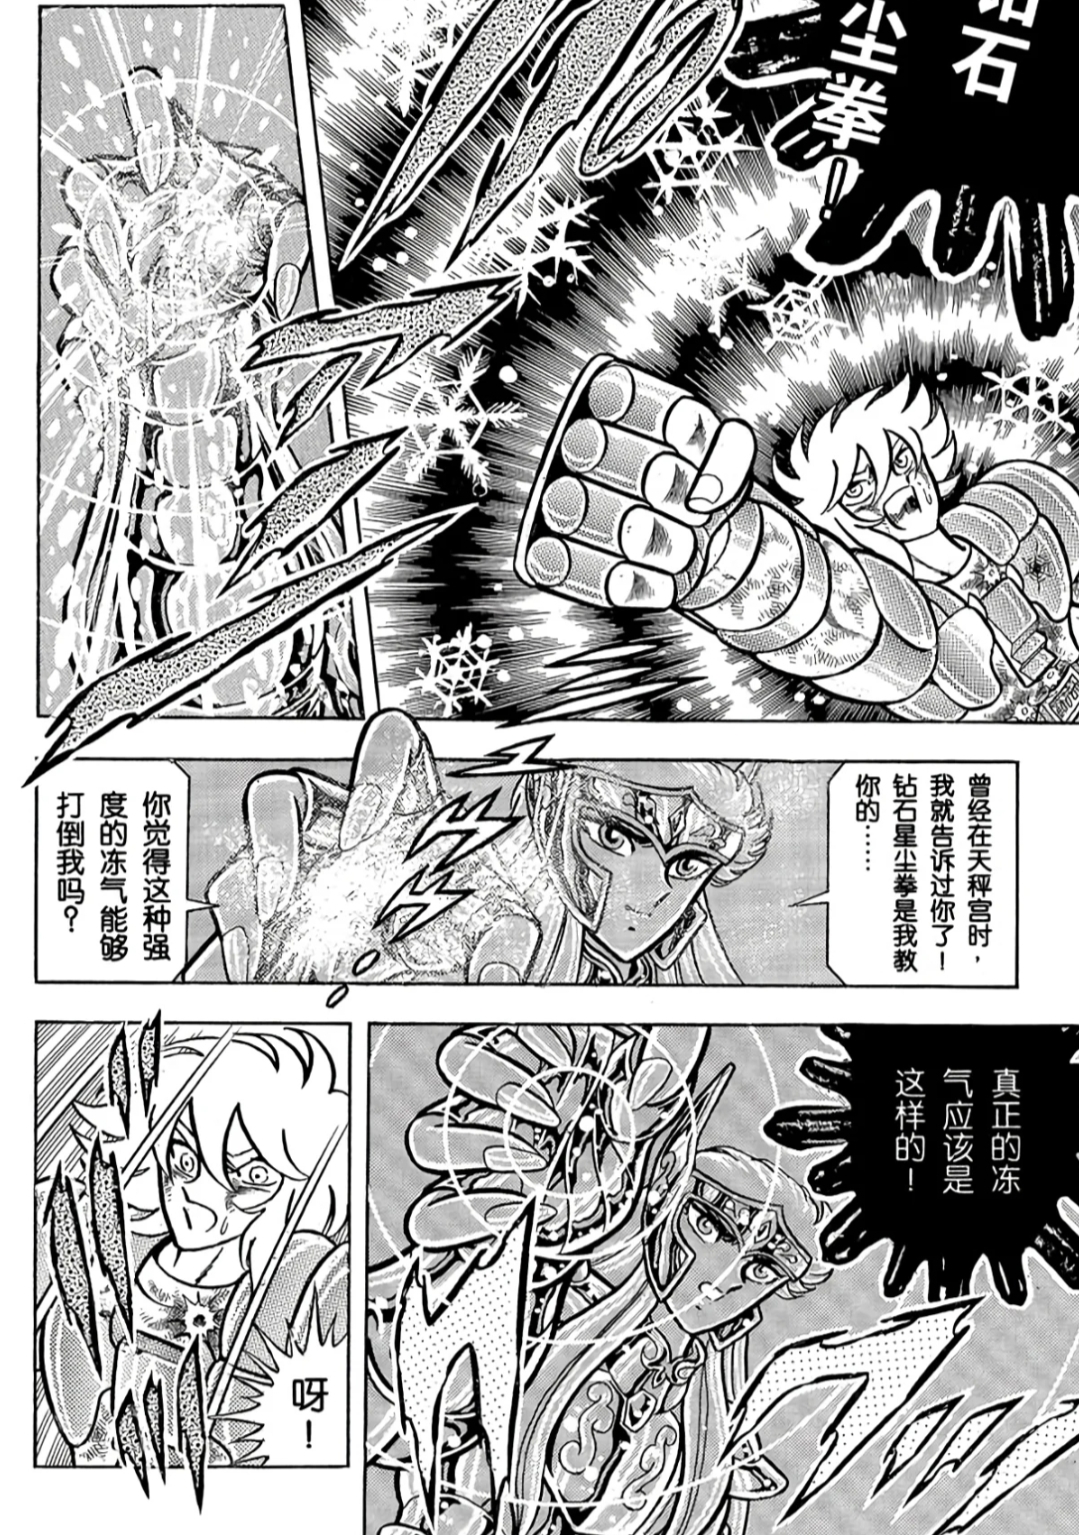 石
尘拳！
曾经在天秤宫时，
我就告诉过你了！
钻石星尘拳是我教
你的……
你觉得这种强
度的冻气能够
打倒我吗？
真正的冻
气应该是
这样的！
呀！